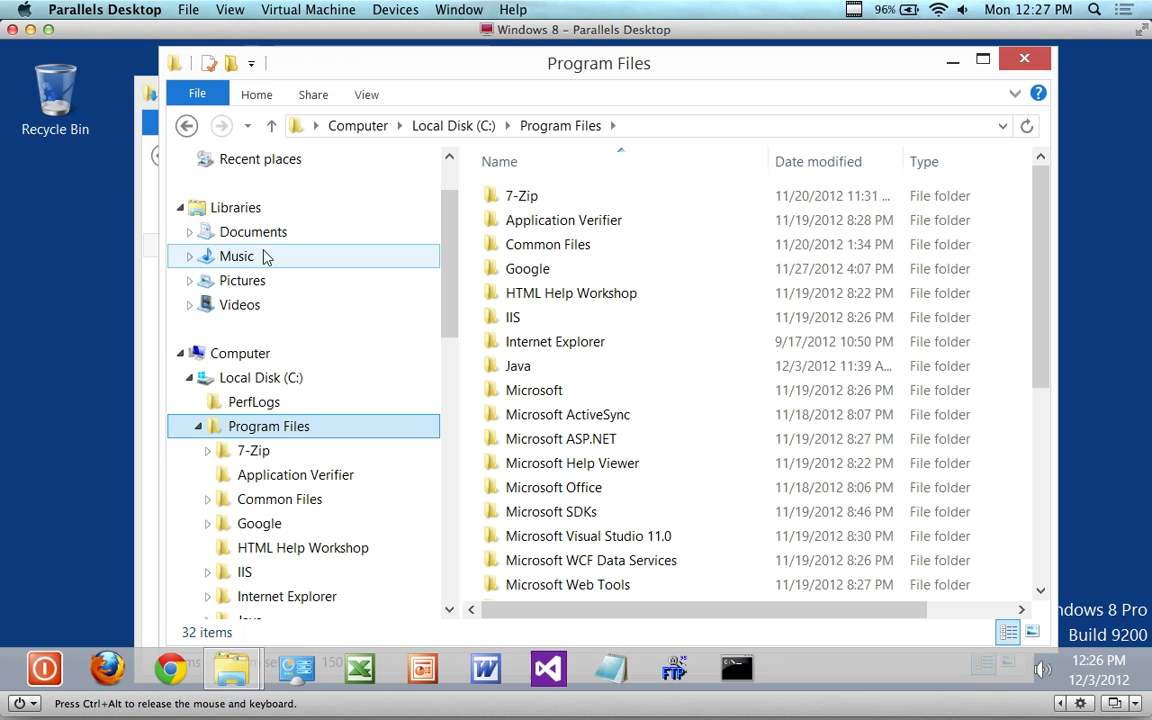 Parallels Desktop File View Virtual Machine Devices Window Help 96% Mon 12:27 PM
Windows 8 – Parallels Desktop
Recycle Bin
Program Files
File Home Share View
Computer Local Disk (C:) Program Files
Name Date modified Type
Recent places
Libraries
Documents
Music
Pictures
Videos
Computer
Local Disk (C:)
PerfLogs
Program Files
7-Zip
Application Verifier
Common Files
Google
HTML Help Workshop
IIS
Internet Explorer
7-Zip 11/20/2012 11:31 ... File folder
Application Verifier 11/19/2012 8:28 PM File folder
Common Files 11/20/2012 1:34 PM File folder
Google 11/27/2012 4:07 PM File folder
HTML Help Workshop 11/19/2012 8:22 PM File folder
IIS 11/19/2012 8:26 PM File folder
Internet Explorer 9/17/2012 10:50 PM File folder
Java 12/3/2012 11:39 A... File folder
Microsoft 11/19/2012 8:26 PM File folder
Microsoft ActiveSync 11/18/2012 8:07 PM File folder
Microsoft ASP.NET 11/19/2012 8:27 PM File folder
Microsoft Help Viewer 11/19/2012 8:22 PM File folder
Microsoft Office 11/18/2012 8:06 PM File folder
Microsoft SDKs 11/19/2012 8:46 PM File folder
Microsoft Visual Studio 11.0 11/19/2012 8:30 PM File folder
Microsoft WCF Data Services 11/19/2012 8:26 PM File folder
Microsoft Web Tools 11/19/2012 8:27 PM File folder
32 items
ndows 8 Pro
Build 9200
FTP
12:26 PM
12/3/2012
Press Ctrl+Alt to release the mouse and keyboard.